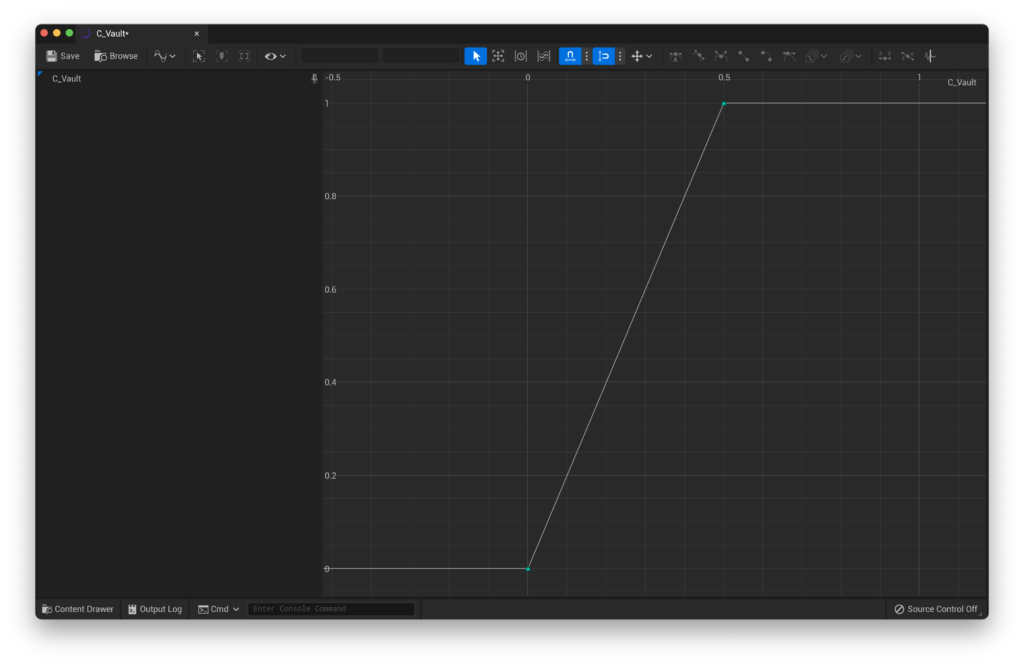 C_Vault*
Save
Browse
C_Vault
-0.5
0
0.5
1
C_Vault
1
0.8
0.6
0.4
0.2
0
Content Drawer
Output Log
Cmd
Enter Console Command
Source Control Off